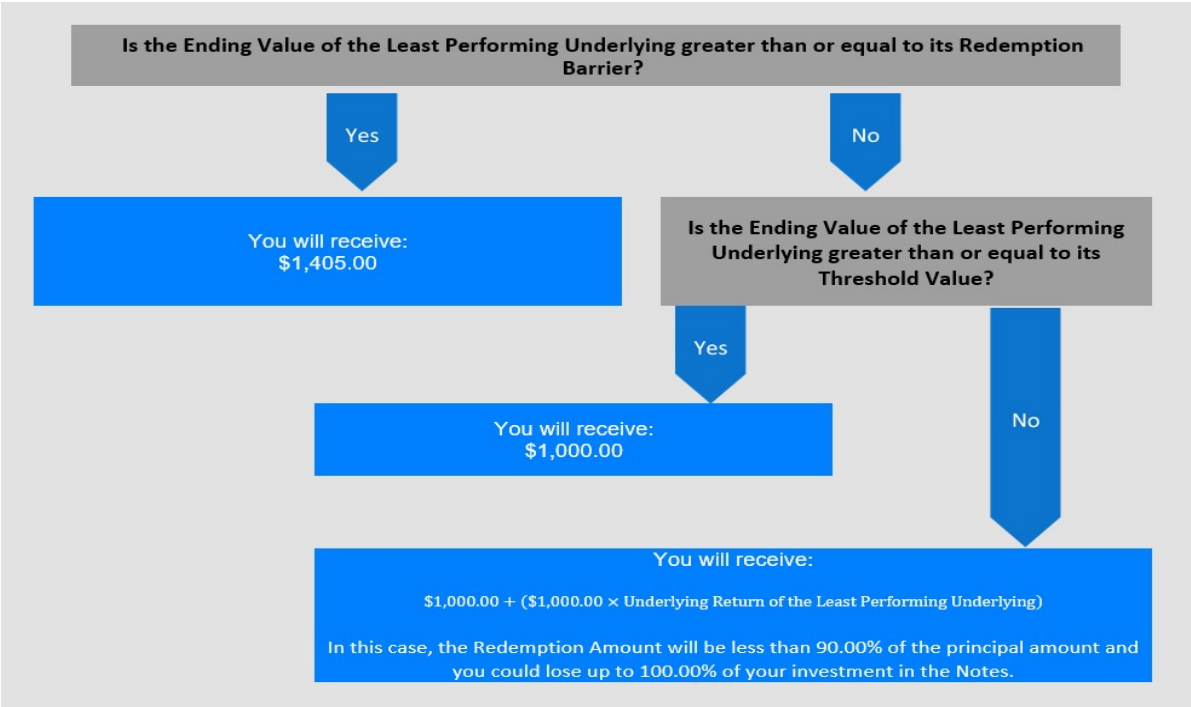 Is the Ending Value of the Least Performing Underlying greater than or equal to its Redemption
Barrier?
Yes
No
You will receive:
$1,405.00
Is the Ending Value of the Least Performing
Underlying greater than or equal to its
Threshold Value?
Yes
No
You will receive:
$1,000.00
You will receive:
$1,000.00 + ($1,000.00 × Underlying Return of the Least Performing Underlying)
In this case, the Redemption Amount will be less than 90.00% of the principal amount and
you could lose up to 100.00% of your investment in the Notes.